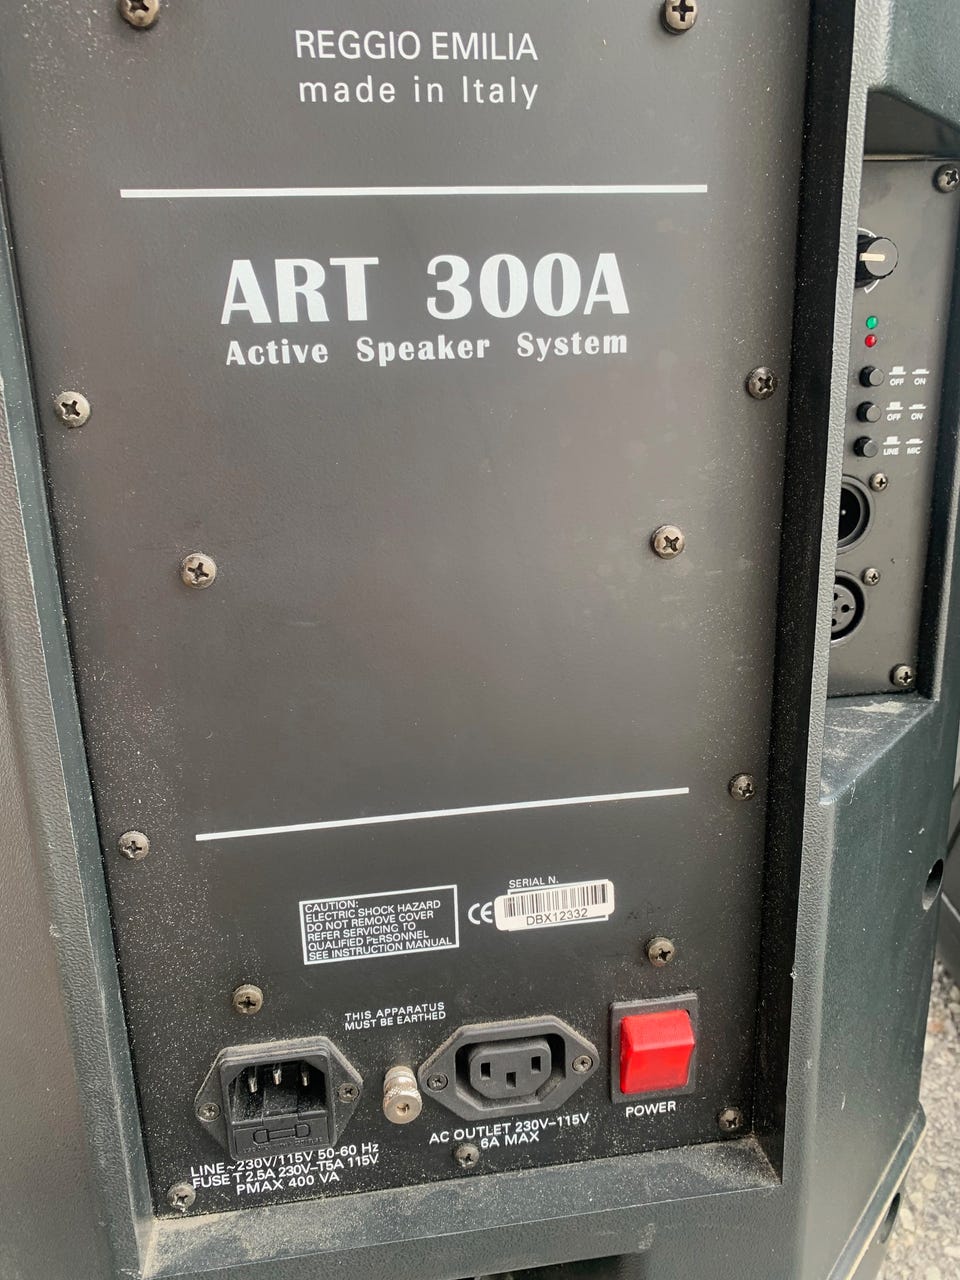 REGGIO EMILIA
made in Italy
ART 300A
Active Speaker System
OFF ON
OFF ON
LINE MIC
SERIAL N.
DBX12332
CE
CAUTION:
ELECTRIC SHOCK HAZARD
DO NOT REMOVE COVER
REFER SERVICING TO
QUALIFIED PERSONNEL
SEE INSTRUCTION MANUAL
THIS APPARATUS
MUST BE EARTHED
LINE~230V/115V 50-60 Hz
FUSE T 2.5A 230V-T5A 115V
PMAX 400 VA
AC OUTLET 230V-115V
6A MAX
POWER